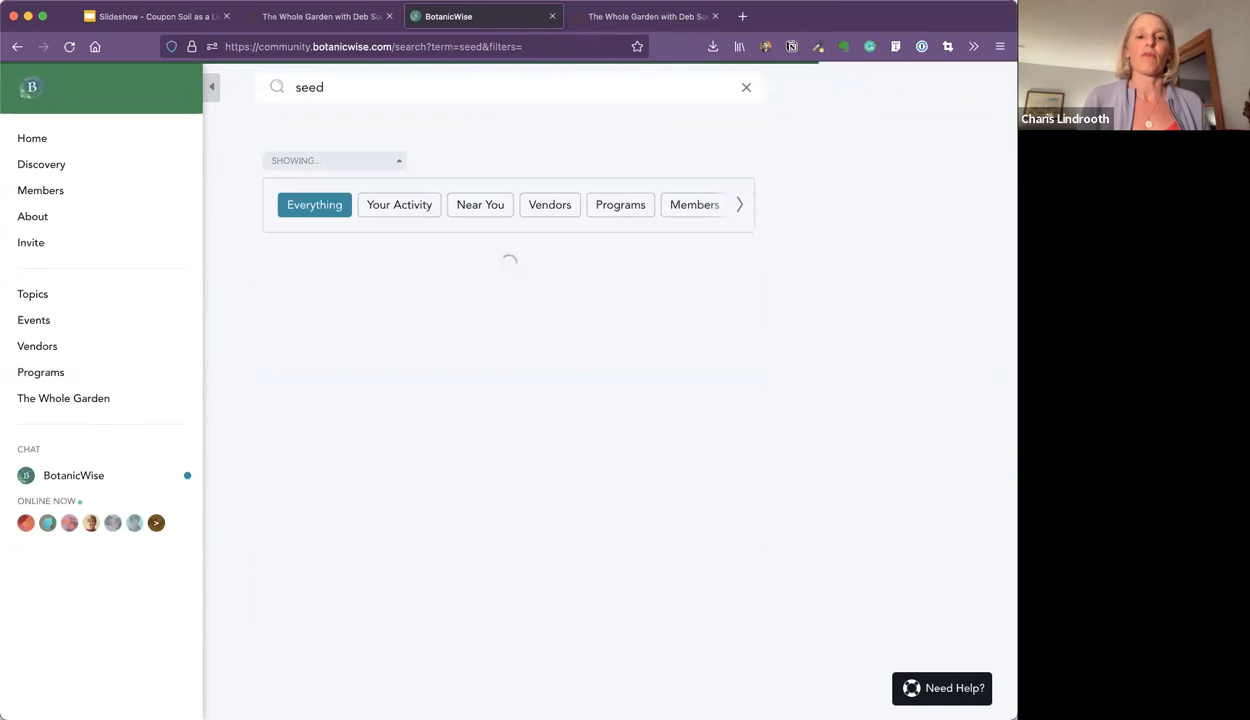 Slideshow - Coupon Soil as a Li
The Whole Garden with Deb So
BotanicWise
The Whole Garden with Deb So
https://community.botanicwise.com/search?term=seed&filters=
B
seed
Charis Lindrooth
Home
SHOWING...
Discovery
Members
Everything
Your Activity
Near You
Vendors
Programs
Members
About
Invite
Topics
Events
Vendors
Programs
The Whole Garden
CHAT
BotanicWise
ONLINE NOW
Need Help?